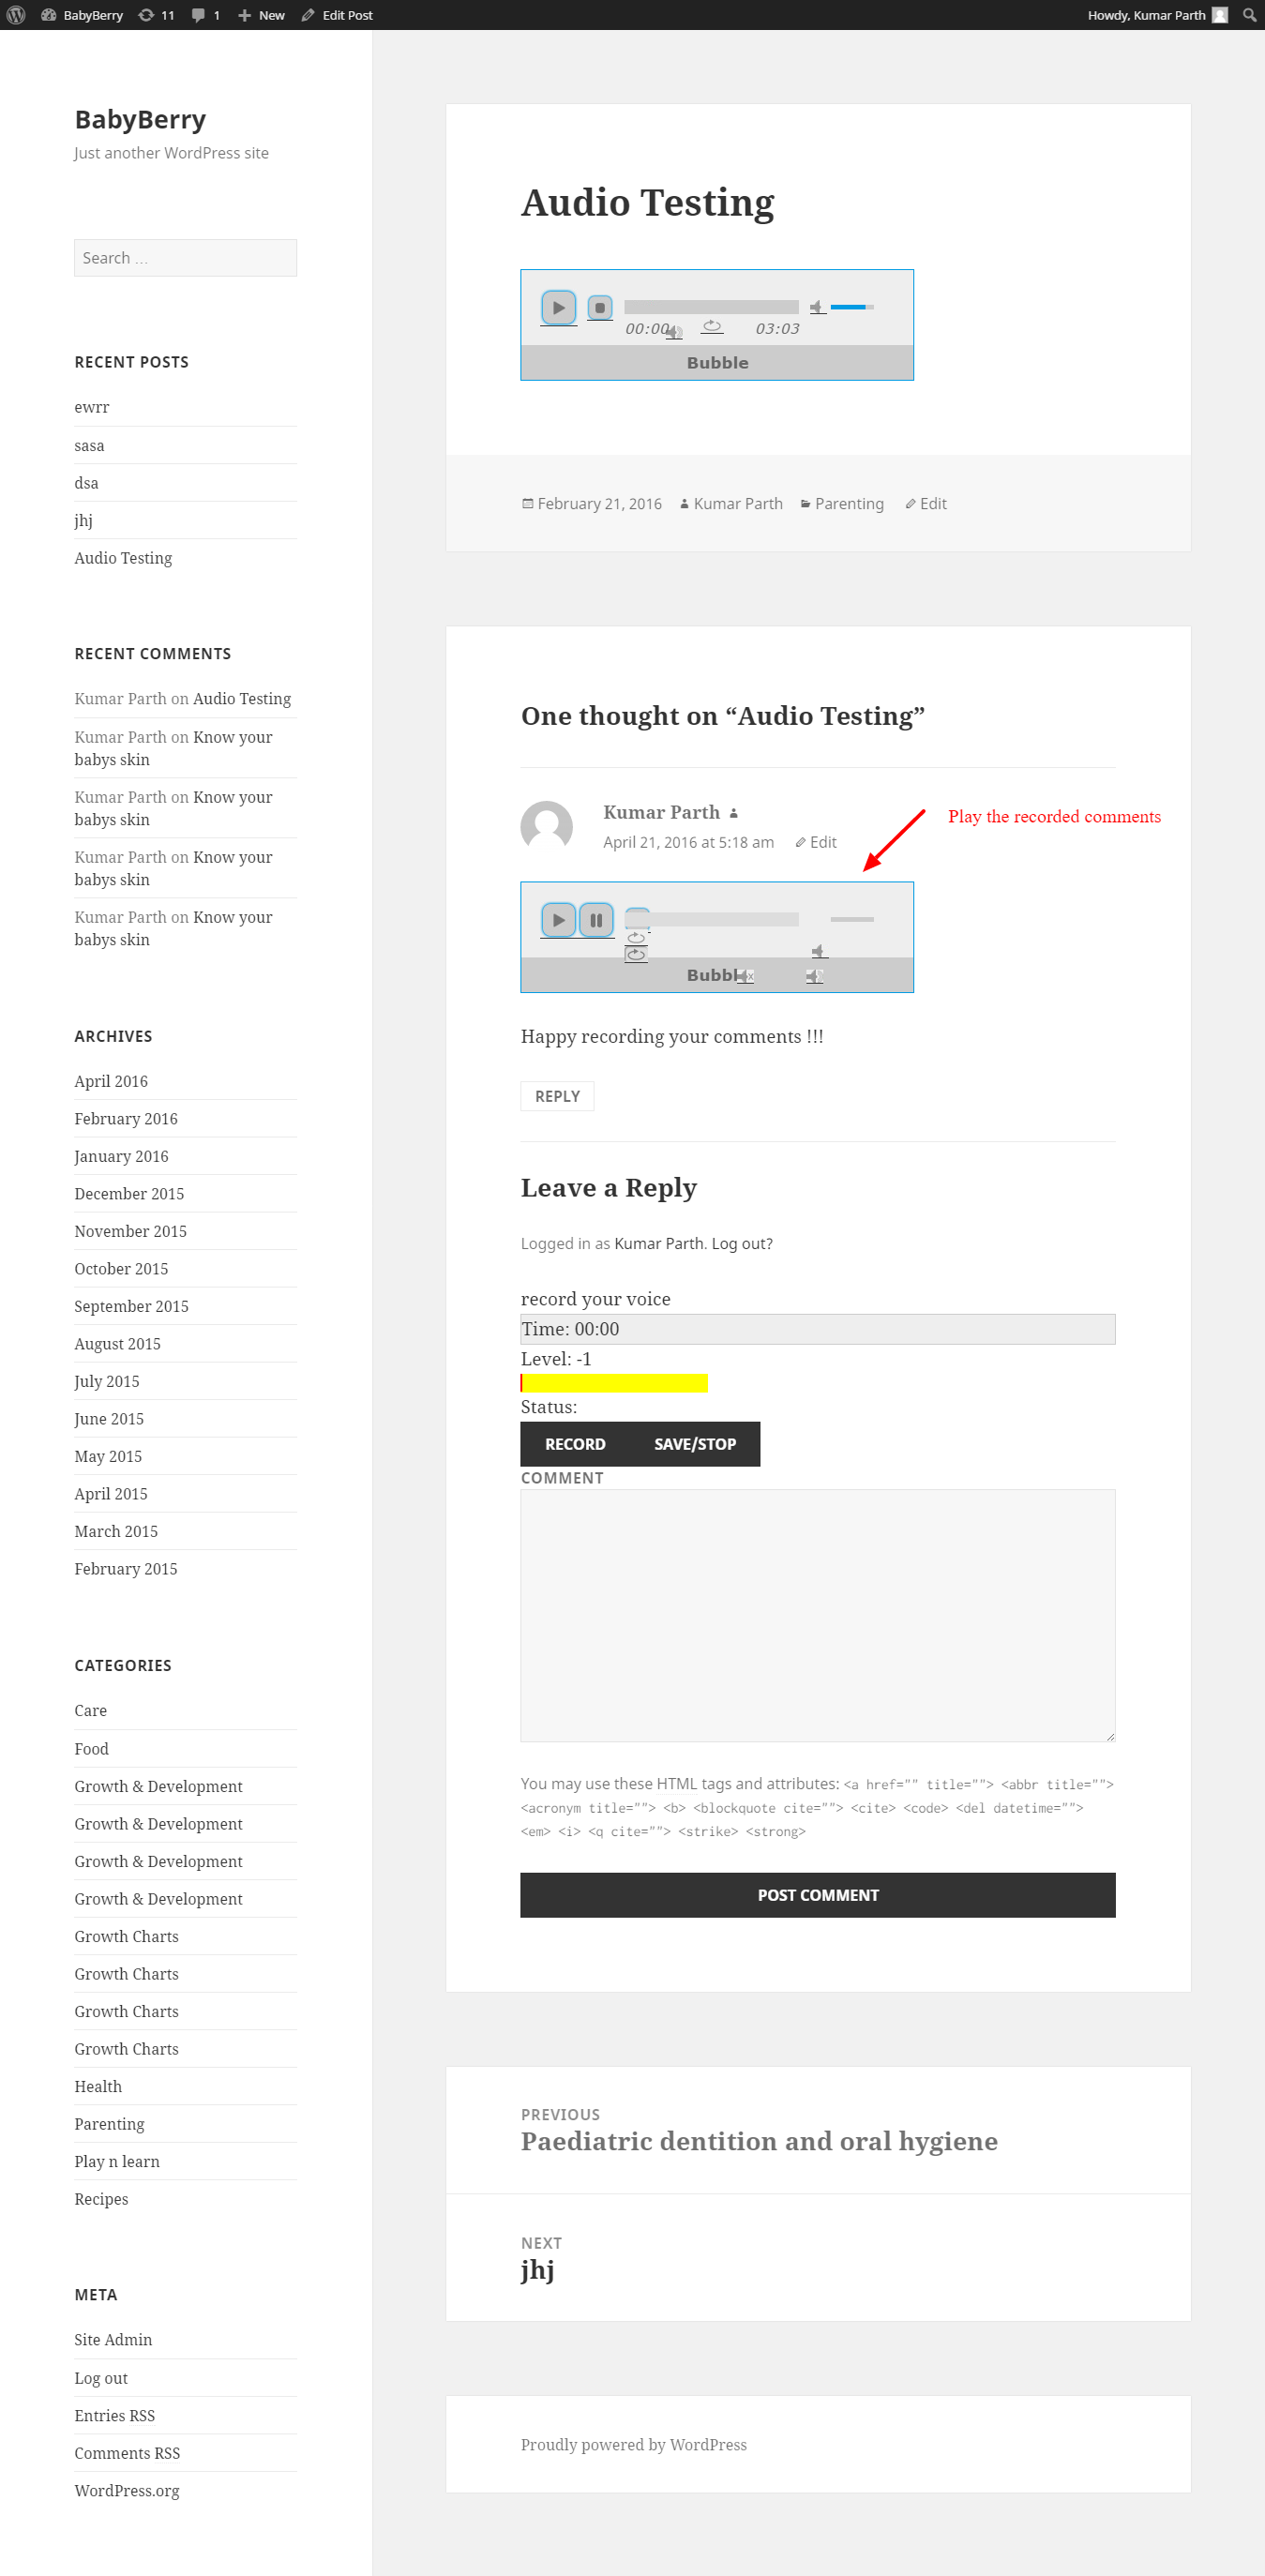 BabyBerry 11 1 New Edit Post Howdy, Kumar Parth
BabyBerry
Just another WordPress site
Search …
RECENT POSTS
ewrr
sasa
dsa
jhj
Audio Testing
RECENT COMMENTS
Kumar Parth on Audio Testing
Kumar Parth on Know your
babys skin
Kumar Parth on Know your
babys skin
Kumar Parth on Know your
babys skin
Kumar Parth on Know your
babys skin
ARCHIVES
April 2016
February 2016
January 2016
December 2015
November 2015
October 2015
September 2015
August 2015
July 2015
June 2015
May 2015
April 2015
March 2015
February 2015
CATEGORIES
Care
Food
Growth & Development
Growth & Development
Growth & Development
Growth & Development
Growth Charts
Growth Charts
Growth Charts
Growth Charts
Health
Parenting
Play n learn
Recipes
META
Site Admin
Log out
Entries RSS
Comments RSS
WordPress.org
Audio Testing
00:00 03:03
Bubble
February 21, 2016 Kumar Parth Parenting Edit
One thought on “Audio Testing”
Kumar Parth
April 21, 2016 at 5:18 am Edit
Play the recorded comments
Bubbl
Happy recording your comments !!!
REPLY
Leave a Reply
Logged in as Kumar Parth. Log out?
record your voice
Time: 00:00
Level: -1
Status:
RECORD SAVE/STOP
COMMENT
You may use these HTML tags and attributes: <a href="" title=""> <abbr title="">
<acronym title=""> <b> <blockquote cite=""> <cite> <code> <del datetime="">
<em> <i> <q cite=""> <strike> <strong>
POST COMMENT
PREVIOUS
Paediatric dentition and oral hygiene
NEXT
jhj
Proudly powered by WordPress